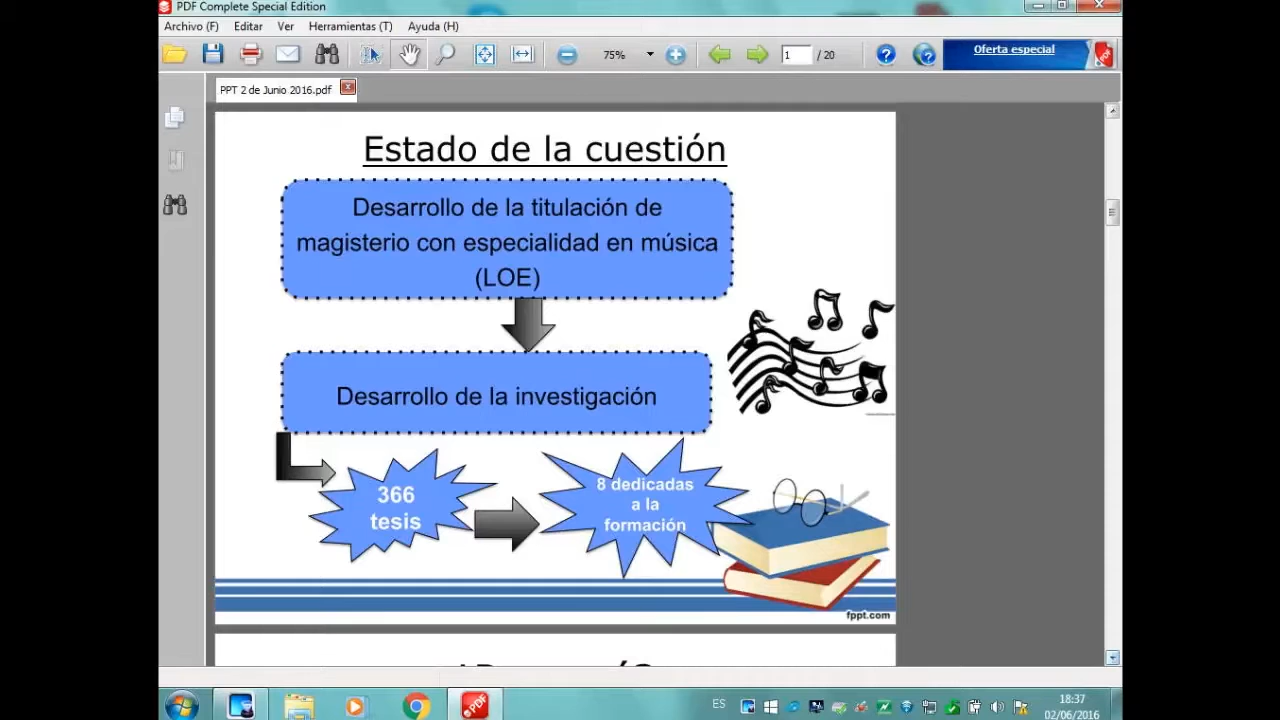 PDF Complete Special Edition
Archivo (F) Editar Ver Herramientas (T) Ayuda (H)
75% 1 / 20 Oferta especial
PPT 2 de Junio 2016.pdf
Estado de la cuestión
Desarrollo de la titulación de
magisterio con especialidad en música
(LOE)
Desarrollo de la investigación
366
tesis
8 dedicadas
a la
formación
fppt.com
PDF
ES
18:37
02/06/2016